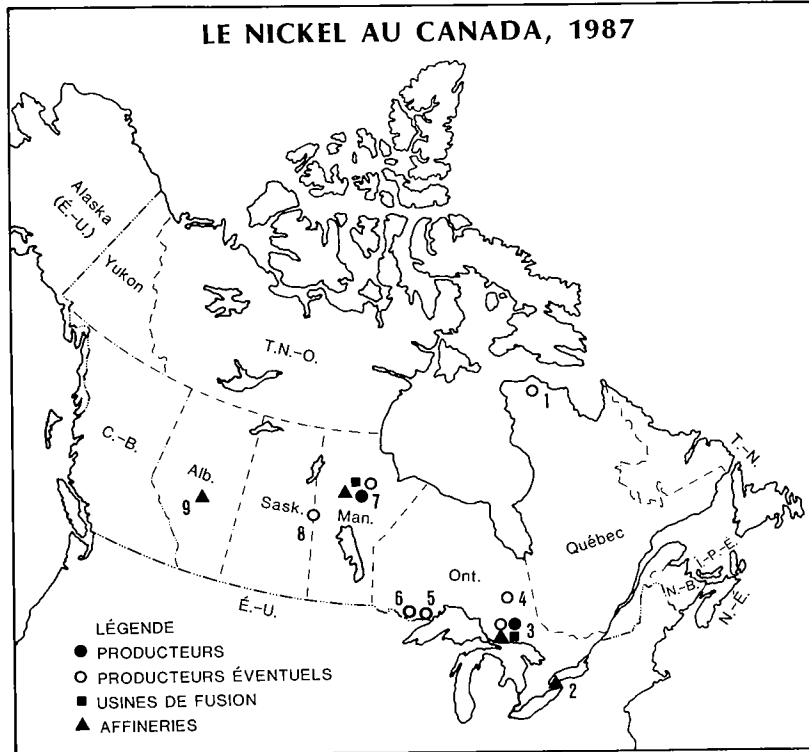 LE NICKEL AU CANADA, 1987
Alaska
(É.-U.)
Yukon
T.N.-O.
1
C.-B.
Alb.
9
Sask.
8
Man.
7
T.-N.
Québec
Î.-P.-É.
N.-B.
N.-É.
Ont.
6
5
4
3
2
É.-U.
LÉGENDE
PRODUCTEURS
PRODUCTEURS ÉVENTUELS
USINES DE FUSION
AFFINERIES